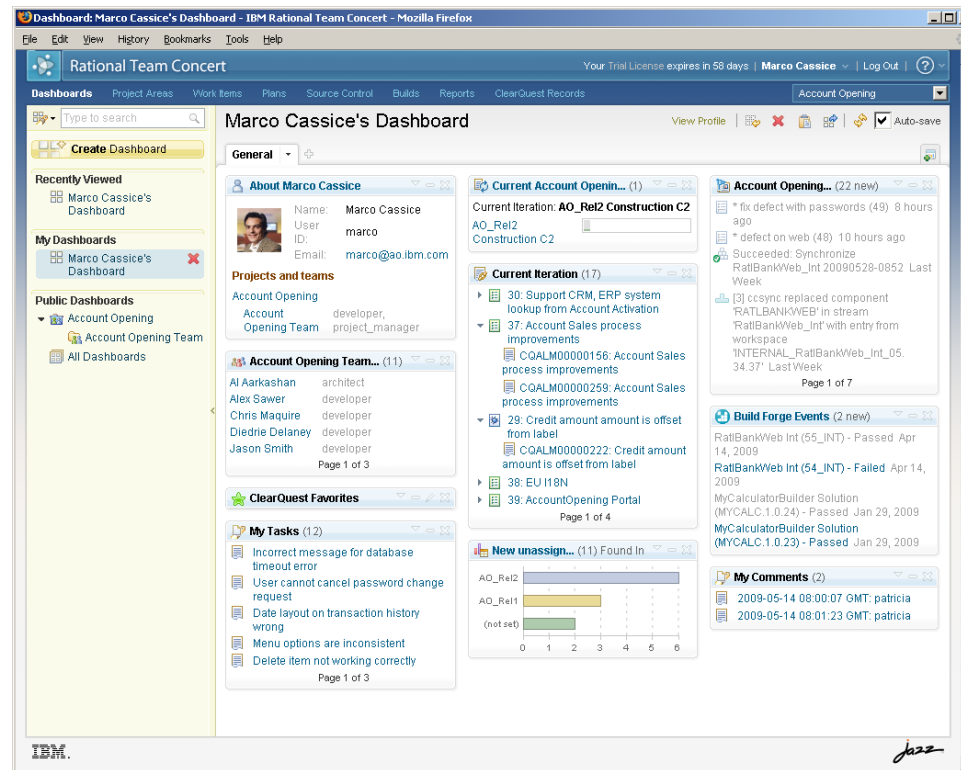 Dashboard: Marco Cassice's Dashboard - IBM Rational Team Concert - Mozilla Firefox
File Edit View History Bookmarks Tools Help
Rational Team Concert
Your Trial License expires in 58 days | Marco Cassice | Log Out | ?
Dashboards Project Areas Work Items Plans Source Control Builds Reports ClearQuest Records
Account Opening
Type to search
Create Dashboard
Recently Viewed
Marco Cassice's
Dashboard
My Dashboards
Marco Cassice's
Dashboard
Public Dashboards
Account Opening
Account Opening Team
All Dashboards
Marco Cassice's Dashboard
View Profile
Auto-save
General
About Marco Cassice
Name: Marco Cassice
User
ID: marco
Email: marco@ao.ibm.com
Projects and teams
Account Opening
Account developer,
Opening Team project_manager
Account Opening Team... (11)
Al Aarkashan architect
Alex Sawer developer
Chris Maquire developer
Diedrie Delaney developer
Jason Smith developer
Page 1 of 3
ClearQuest Favorites
My Tasks (12)
Incorrect message for database
timeout error
User cannot cancel password change
request
Date layout on transaction history
wrong
Menu options are inconsistent
Delete item not working correctly
Page 1 of 3
Current Account Openin... (1)
Current Iteration: AO_Rel2 Construction C2
AO_Rel2
Construction C2
Current Iteration (17)
30: Support CRM, ERP system
lookup from Account Activation
37: Account Sales process
improvements
CQALM00000156: Account Sales
process improvements
CQALM00000259: Account Sales
process improvements
29: Credit amount amount is offset
from label
CQALM00000222: Credit amount
amount is offset from label
38: EU I18N
39: AccountOpening Portal
Page 1 of 4
New unassign... (11) Found In
AO_Rel2
AO_Rel1
(not set)
0 1 2 3 4 5 6
Account Opening... (22 new)
* fix defect with passwords (49) 8 hours
ago
* defect on web (48) 10 hours ago
Succeeded: Synchronize
RatlBankWeb_Int 20090528-0852 Last
Week
[3] ccsync replaced component
'RATLBANKWEB' in stream
'RatlBankWeb_Int' with entry from
workspace
'INTERNAL_RatlBankWeb_Int_05.
34.37' Last Week
Page 1 of 7
Build Forge Events (2 new)
RatlBankWeb Int (55_INT) - Passed Apr
14, 2009
RatlBankWeb Int (54_INT) - Failed Apr 14,
2009
MyCalculatorBuilder Solution
(MYCALC.1.0.24) - Passed Jan 29, 2009
MyCalculatorBuilder Solution
(MYCALC.1.0.23) - Passed Jan 29, 2009
My Comments (2)
2009-05-14 08:00:07 GMT: patricia
2009-05-14 08:01:23 GMT: patricia
IBM.
jazz